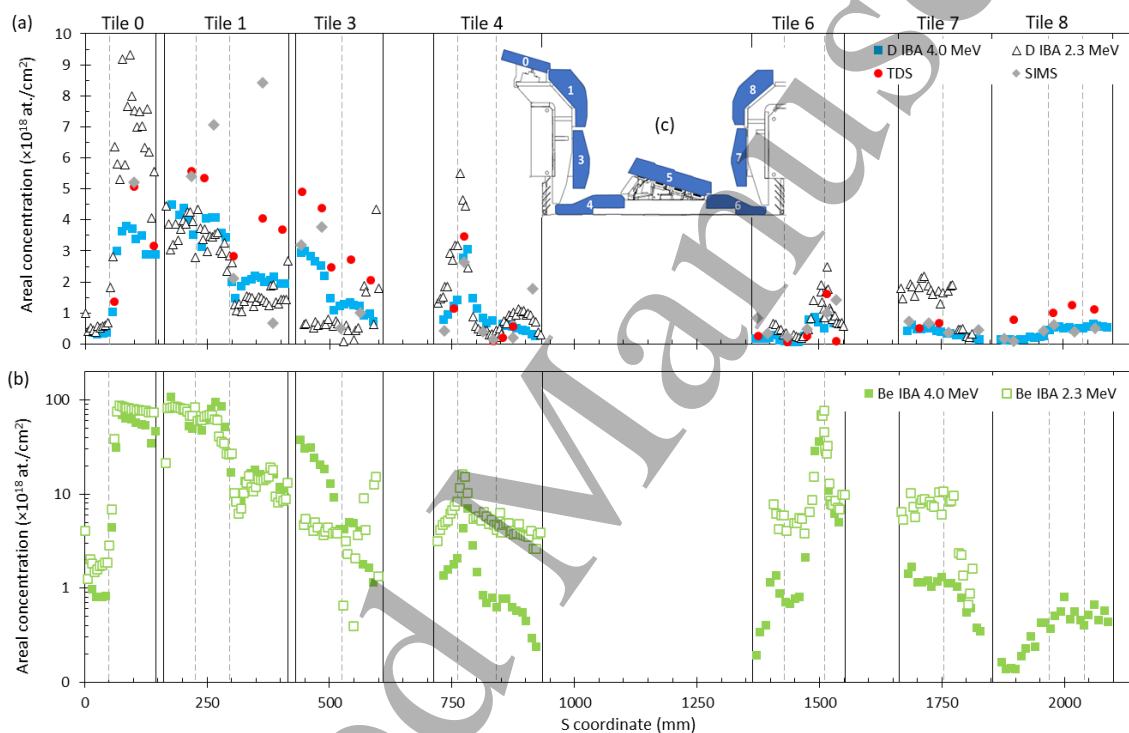 (a) Tile 0 Tile 1 Tile 3 Tile 4 Tile 6 Tile 7 Tile 8
Areal concentration (×10¹⁸ at./cm²)
10
9
8
7
6
5
4
3
2
1
0
D IBA 4.0 MeV D IBA 2.3 MeV
TDS SIMS
(c)
0
1
3
4
5
6
7
8
(b)
Areal concentration (×10¹⁸ at./cm²)
100
10
1
0
Be IBA 4.0 MeV Be IBA 2.3 MeV
0 250 500 750 1000 1250 1500 1750 2000
S coordinate (mm)